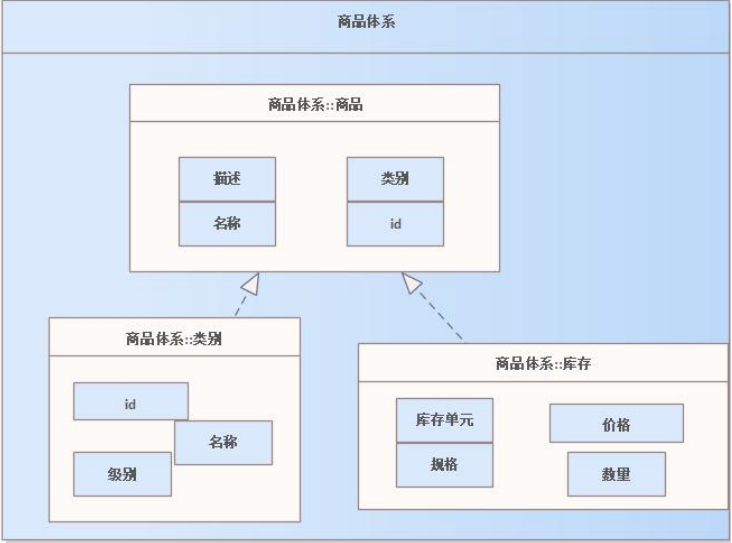 商品体系
商品体系::商品
描述
类别
名称
id
商品体系::类别
id
名称
级别
商品体系::库存
库存单元
价格
规格
数量